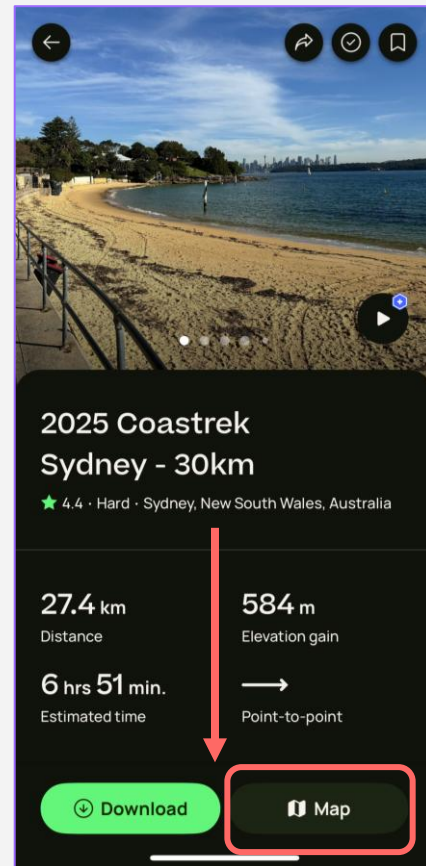 2025 Coastrek
Sydney - 30km
4.4 · Hard · Sydney, New South Wales, Australia
27.4 km
Distance
584 m
Elevation gain
6 hrs 51 min.
Estimated time
Point-to-point
Download
Map